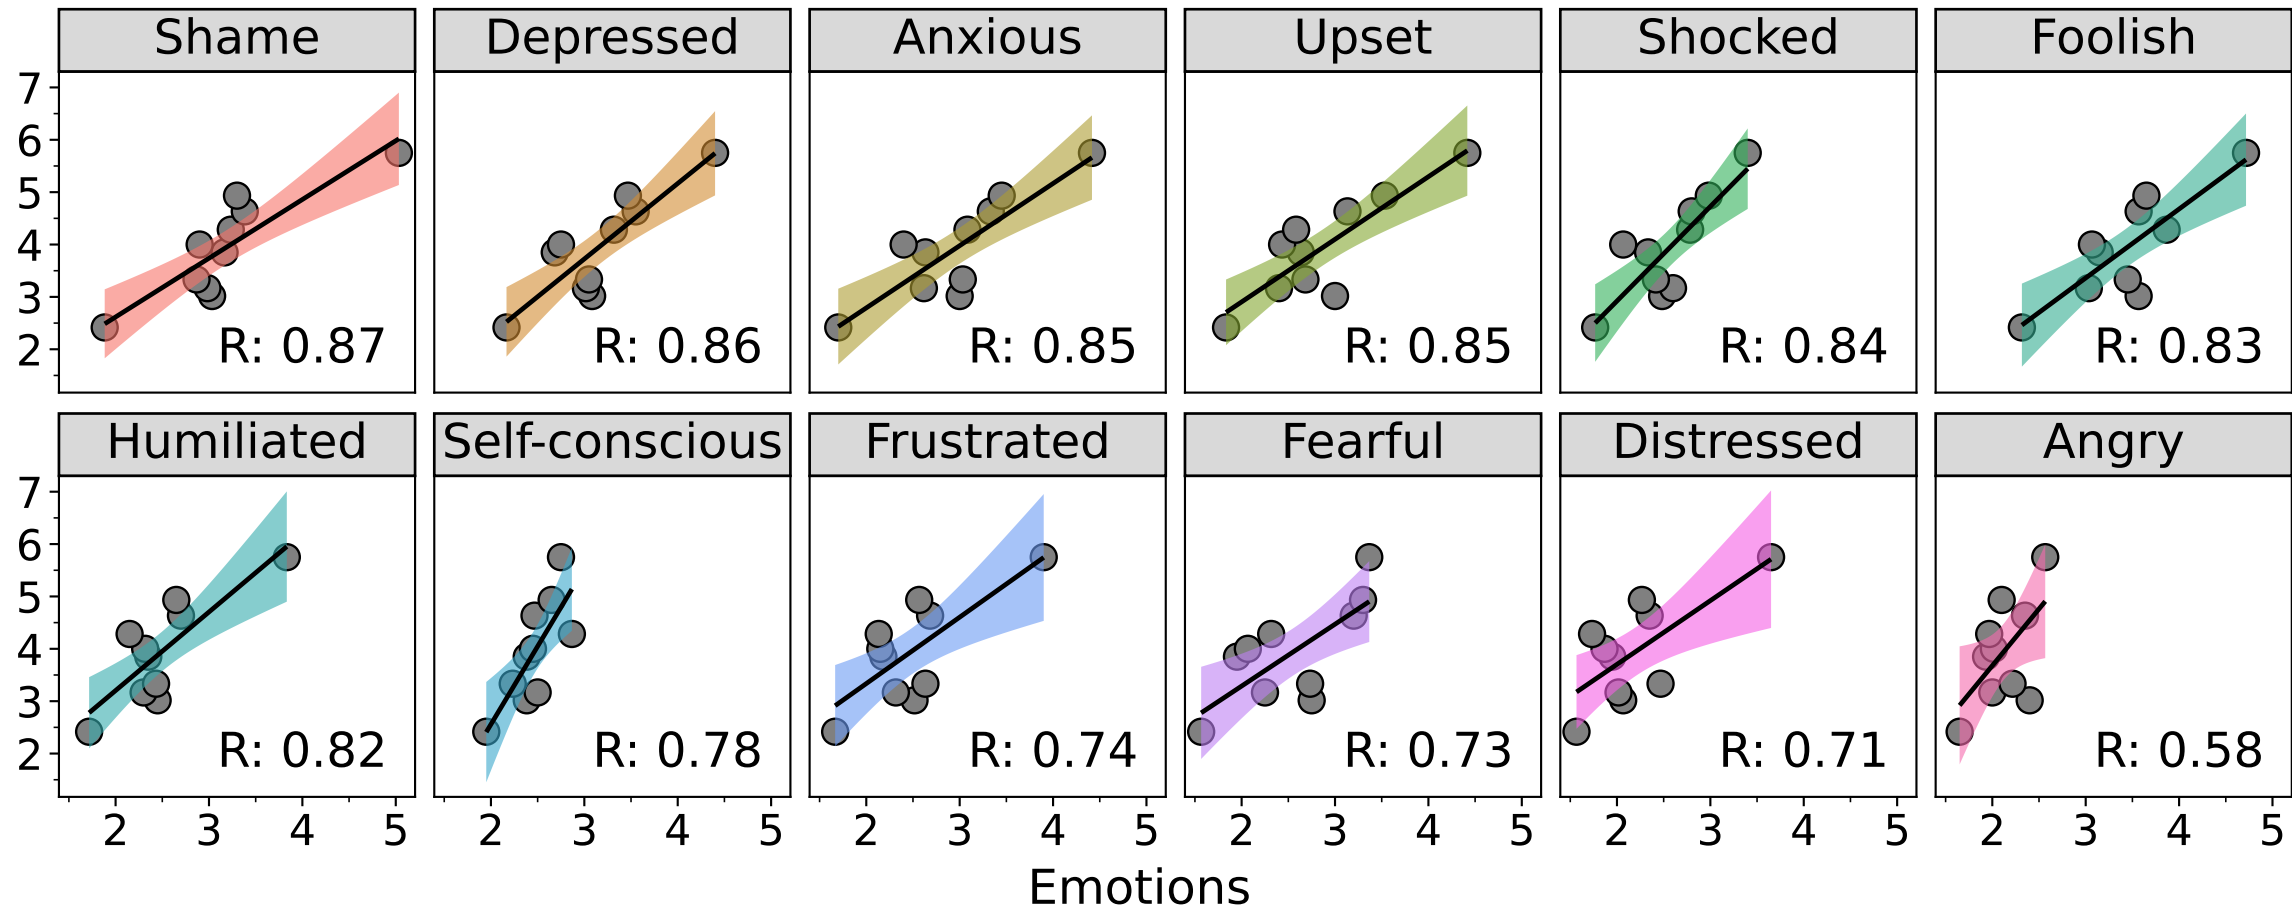 Shame Depressed Anxious Upset Shocked Foolish
7
6
5
4
3
2
R: 0.87 R: 0.86 R: 0.85 R: 0.85 R: 0.84 R: 0.83
Humiliated Self-conscious Frustrated Fearful Distressed Angry
7
6
5
4
3
2
R: 0.82 R: 0.78 R: 0.74 R: 0.73 R: 0.71 R: 0.58
2 3 4 5 2 3 4 5 2 3 4 5 2 3 4 5 2 3 4 5 2 3 4 5
Emotions